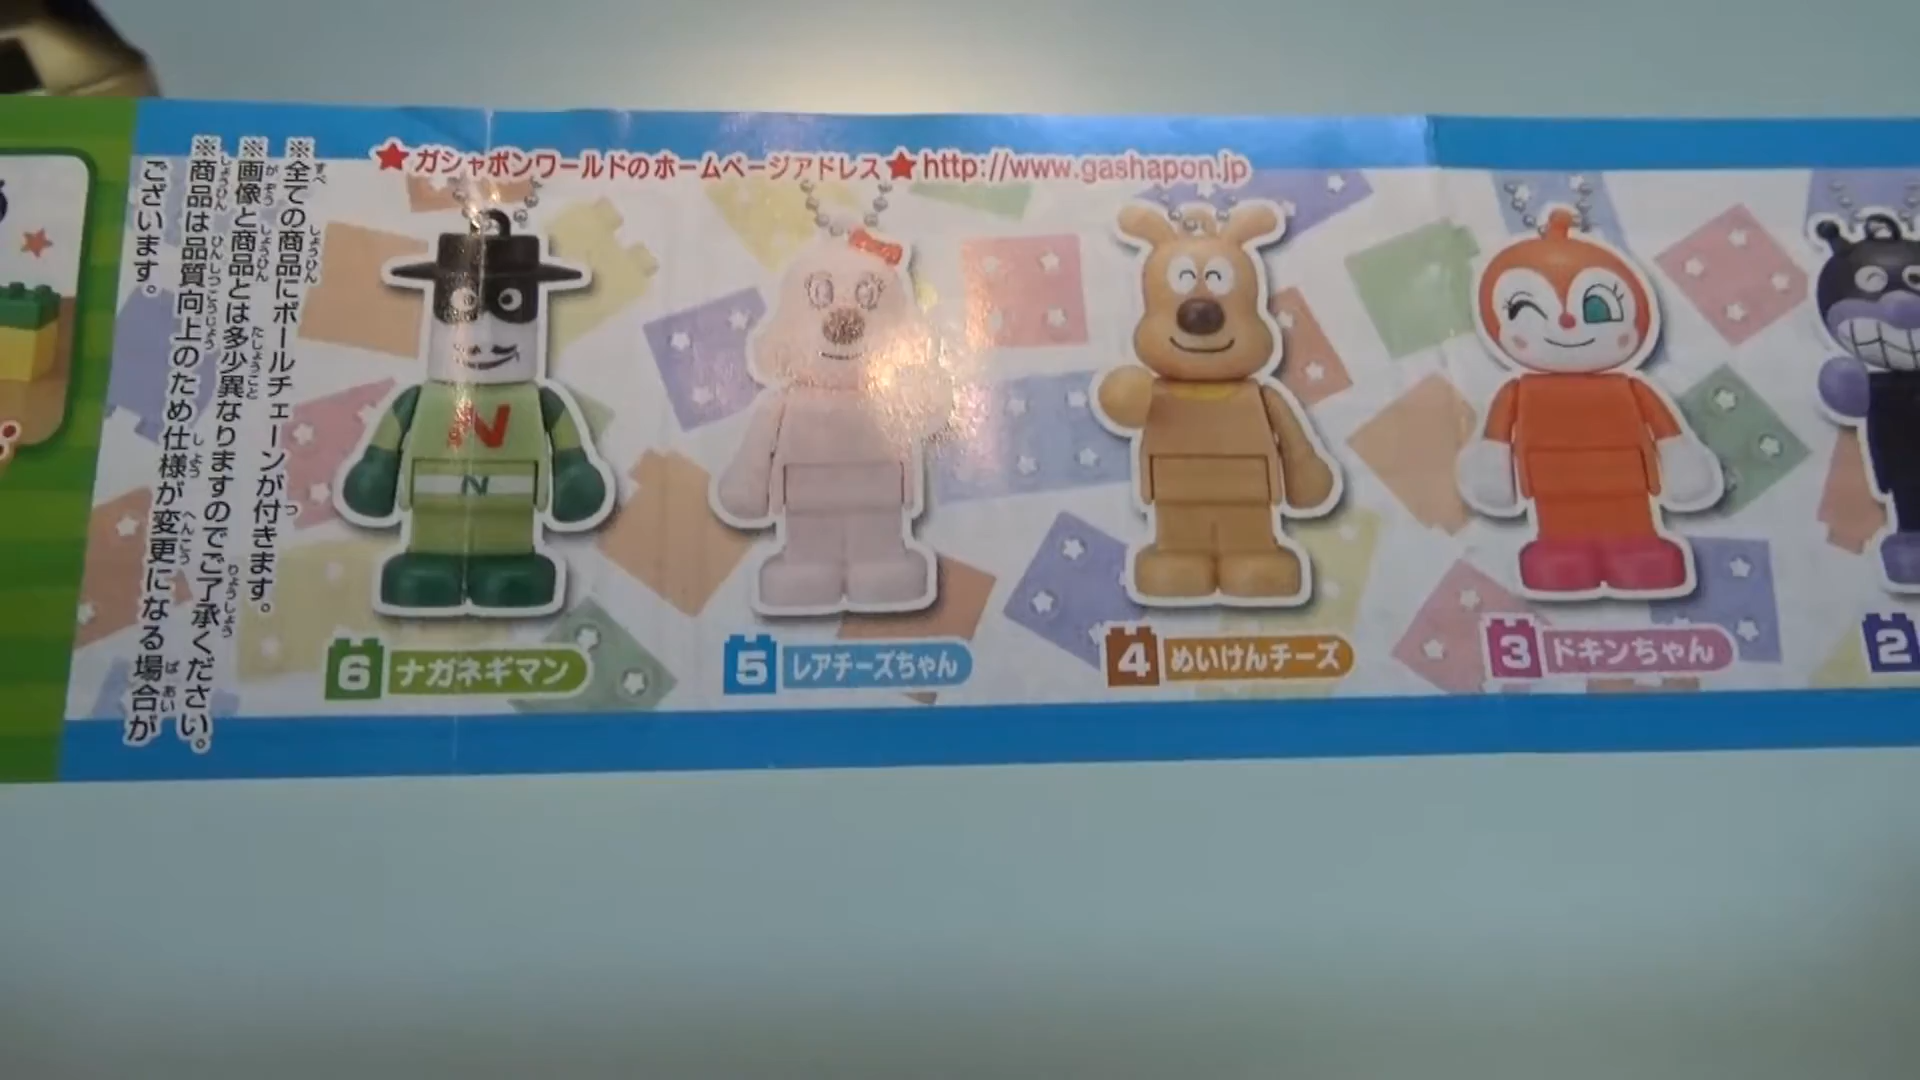 ★ガシャポンワールドのホームページアドレス★http://www.gashapon.jp
※全ての商品にボールチェーンが付きます。
※画像と商品とは多少異なりますのでご了承ください。
※商品は品質向上のため仕様が変更になる場合が
ございます。
N
N
6 ナガネギマン
5 レアチーズちゃん
4 めいけんチーズ
3 ドキンちゃん
2